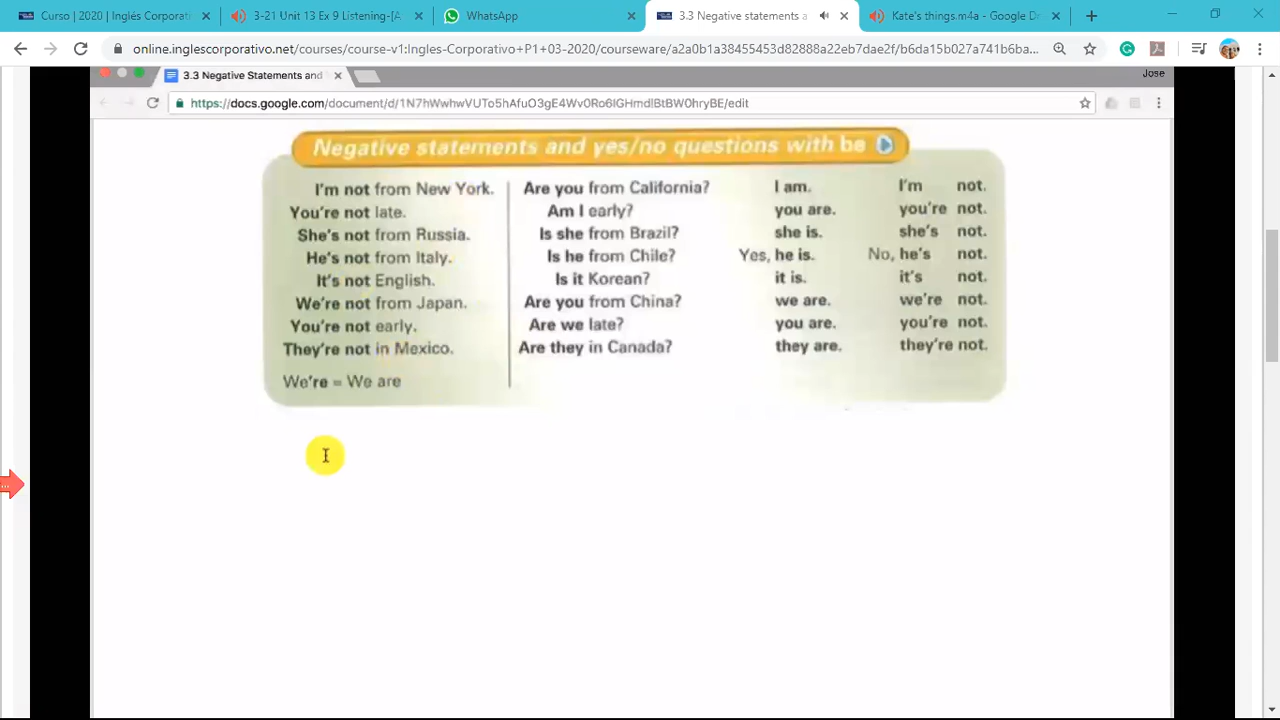 Curso | 2020 | Inglés Corporati
3-21 Unit 13 Ex 9 Listening-[A
WhatsApp
3.3 Negative statements a
Kate's things.m4a - Google Dr
online.inglescorporativo.net/courses/course-v1:Ingles-Corporativo+P1+03-2020/courseware/a2a0b1a38455453d82888a22eb7dae2f/b6da15b027a741b6ba...
3.3 Negative Statements and
Jose
https://docs.google.com/document/d/1N7hWwhwVUTo5hAfuO3gE4Wv0Ro6lGHmdlBtBW0hryBE/edit
Negative statements and yes/no questions with be
I'm not from New York. Are you from California? I am. I'm not.
You're not late. Am I early? you are. you're not.
She's not from Russia. Is she from Brazil? she is. she's not.
He's not from Italy. Is he from Chile? Yes, he is. No, he's not.
It's not English. Is it Korean? it is. it's not.
We're not from Japan. Are you from China? we are. we're not.
You're not early. Are we late? you are. you're not.
They're not in Mexico. Are they in Canada? they are. they're not.
We're = We are
...